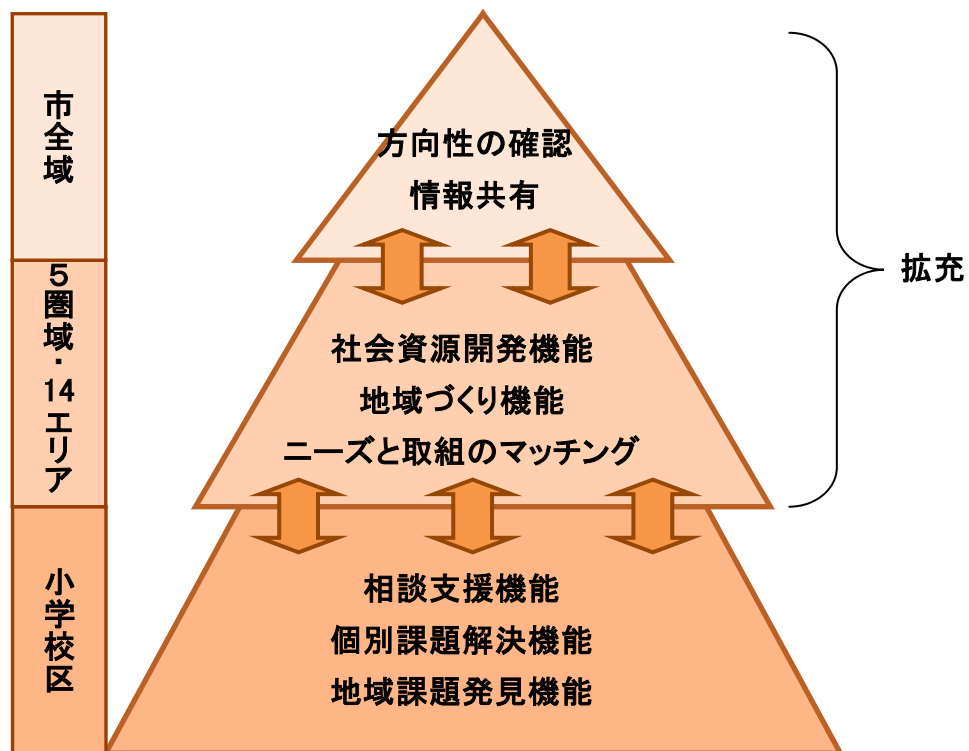 市全域
方向性の確認
情報共有
5圏域・14エリア
社会資源開発機能
地域づくり機能
ニーズと取組のマッチング
拡充
小学校区
相談支援機能
個別課題解決機能
地域課題発見機能